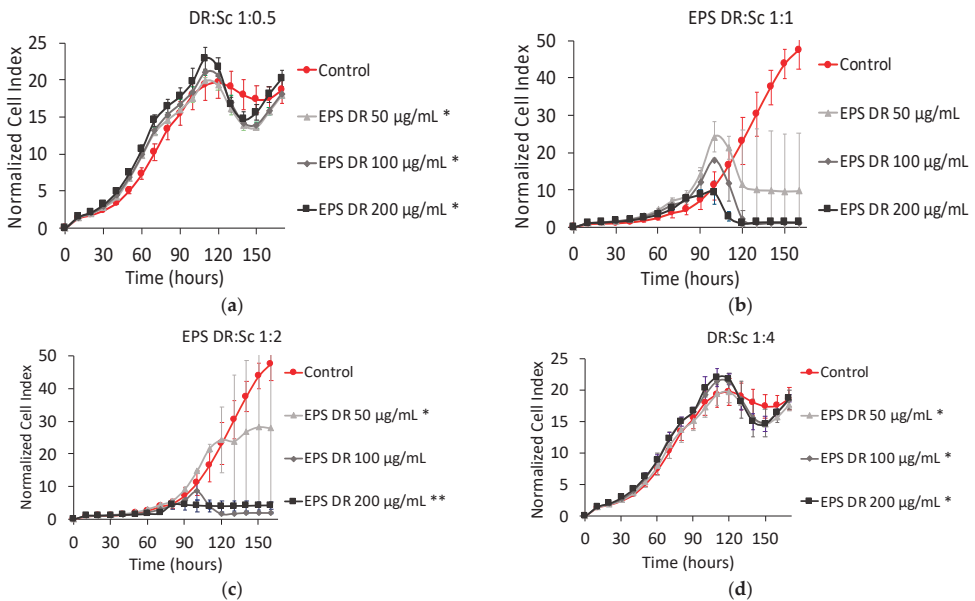 DR:Sc 1:0.5
Normalized Cell Index
25
20
15
10
5
0
0 30 60 90 120 150
Time (hours)
Control
EPS DR 50 µg/mL *
EPS DR 100 µg/mL *
EPS DR 200 µg/mL *
(a)
EPS DR:Sc 1:1
Normalized Cell Index
50
40
30
20
10
0
0 30 60 90 120 150
Time (hours)
Control
EPS DR 50 µg/mL
EPS DR 100 µg/mL
EPS DR 200 µg/mL
(b)
EPS DR:Sc 1:2
Normalized Cell Index
50
40
30
20
10
0
0 30 60 90 120 150
Time (hours)
Control
EPS DR 50 µg/mL *
EPS DR 100 µg/mL
EPS DR 200 µg/mL **
(c)
DR:Sc 1:4
Normalized Cell Index
25
20
15
10
5
0
0 30 60 90 120 150
Time (hours)
Control
EPS DR 50 µg/mL *
EPS DR 100 µg/mL *
EPS DR 200 µg/mL *
(d)